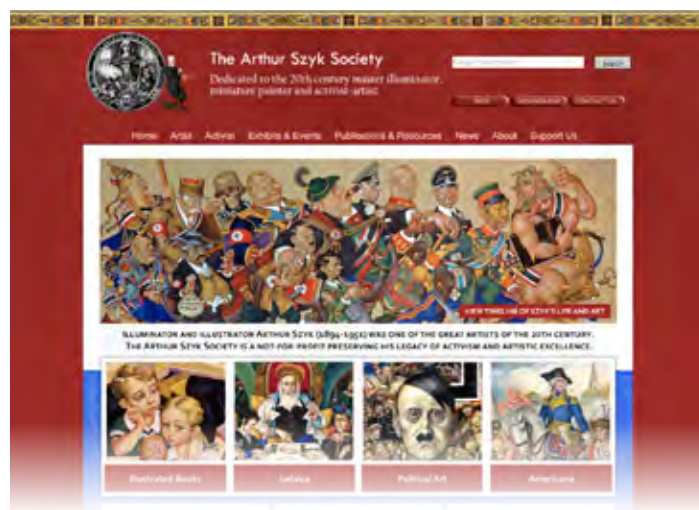 The Arthur Szyk Society
Dedicated to the 20th century master illuminator,
miniature painter and activist-artist
Search
CONTACT US
Home Artist Activist Exhibits & Events Publications & Resources News About Support Us
VIEW TIMELINE OF SZYK'S LIFE AND ART
ILLUMINATOR AND ILLUSTRATOR ARTHUR SZYK (1894-1951) WAS ONE OF THE GREAT ARTISTS OF THE 20TH CENTURY.
THE ARTHUR SZYK SOCIETY IS A NOT-FOR-PROFIT PRESERVING HIS LEGACY OF ACTIVISM AND ARTISTIC EXCELLENCE.
Illustrated Books Judaica Political Art Americana